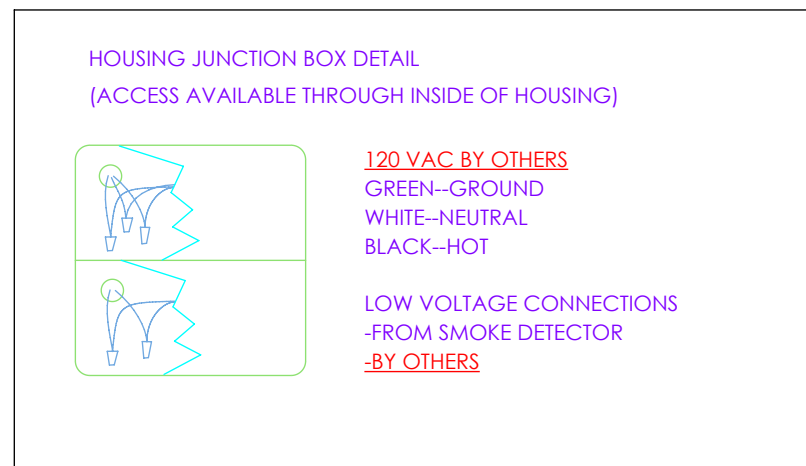 HOUSING JUNCTION BOX DETAIL
(ACCESS AVAILABLE THROUGH INSIDE OF HOUSING)
120 VAC BY OTHERS
GREEN--GROUND
WHITE--NEUTRAL
BLACK--HOT
LOW VOLTAGE CONNECTIONS
-FROM SMOKE DETECTOR
-BY OTHERS